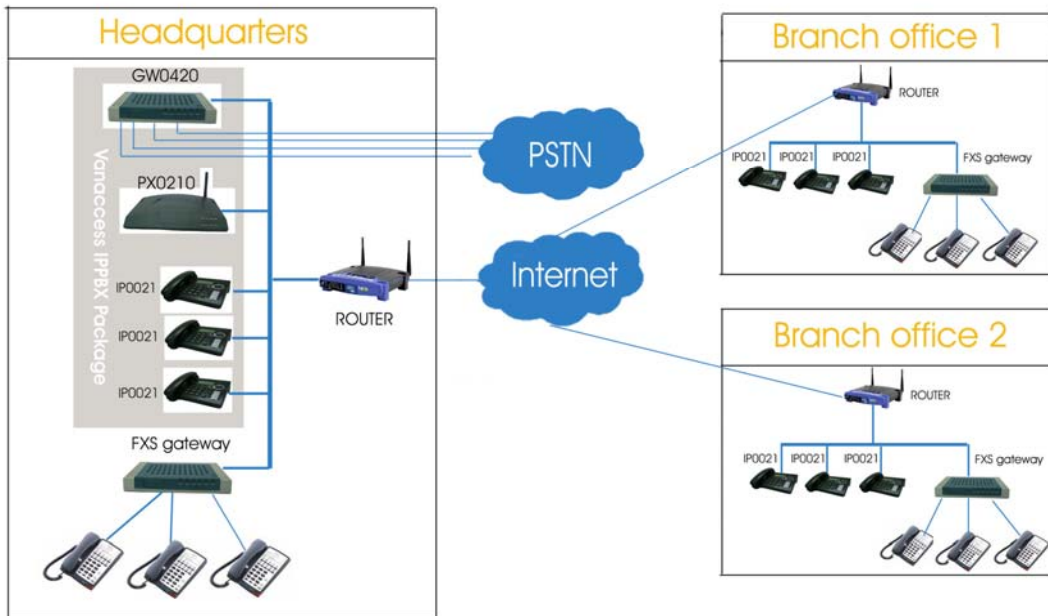 Headquarters
GW0420
Vanaccess IPPBX Package
PX0210
IP0021
IP0021
IP0021
ROUTER
FXS gateway
PSTN
Internet
Branch office 1
ROUTER
IP0021 IP0021 IP0021
FXS gateway
Branch office 2
ROUTER
IP0021 IP0021 IP0021
FXS gateway